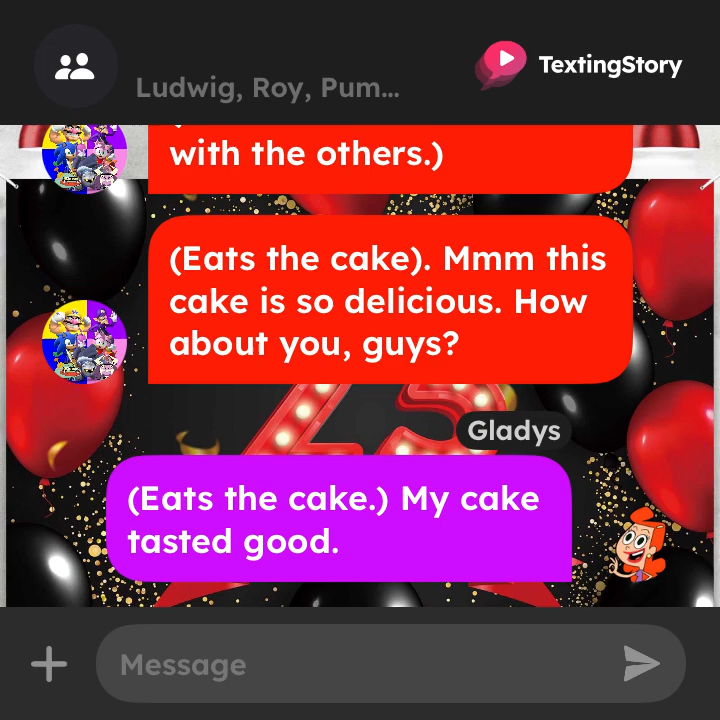 TextingStory
Ludwig, Roy, Pum...
with the others.)
(Eats the cake). Mmm this
cake is so delicious. How
about you, guys?
Gladys
(Eats the cake.) My cake
tasted good.
Message